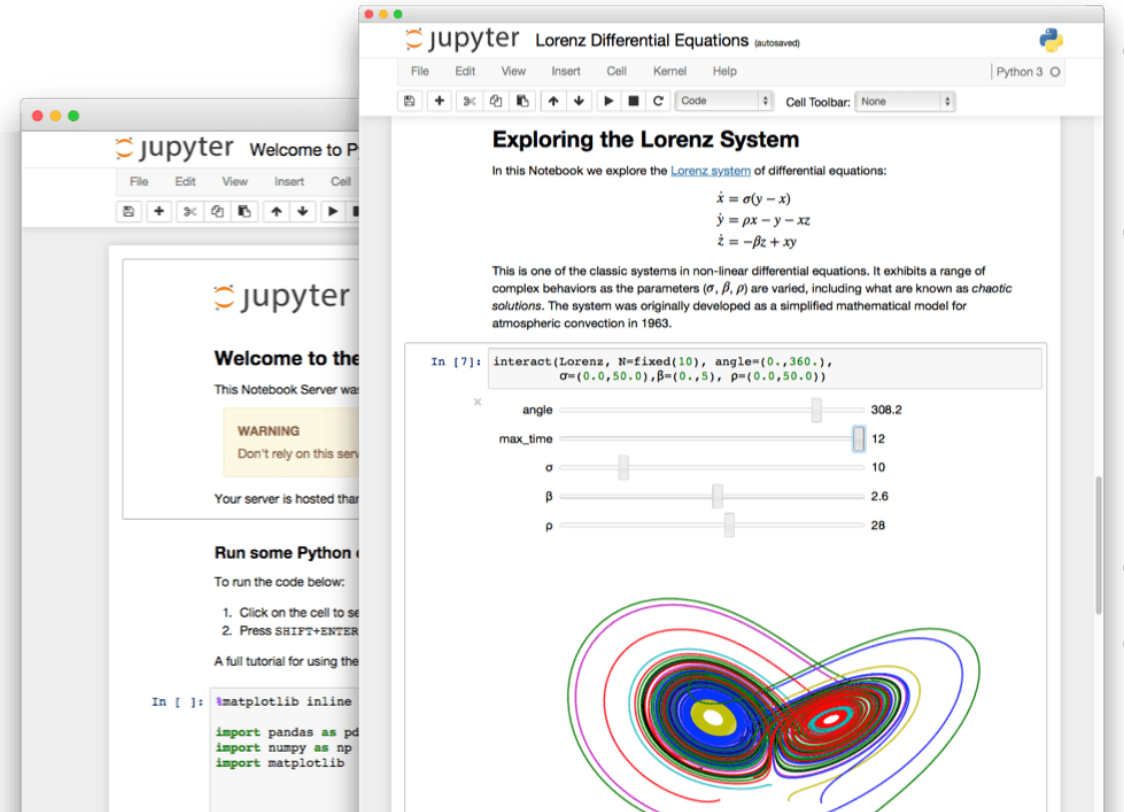 jupyter Lorenz Differential Equations (autosaved)
File Edit View Insert Cell Kernel Help Python 3
Code Cell Toolbar: None
Exploring the Lorenz System
In this Notebook we explore the Lorenz system of differential equations:
ẋ = σ(y − x)
ẏ = ρx − y − xz
ż = −βz + xy
This is one of the classic systems in non-linear differential equations. It exhibits a range of
complex behaviors as the parameters (σ, β, ρ) are varied, including what are known as chaotic
solutions. The system was originally developed as a simplified mathematical model for
atmospheric convection in 1963.
In [7]: interact(Lorenz, N=fixed(10), angle=(0.,360.),
σ=(0.0,50.0),β=(0.,5), ρ=(0.0,50.0))
angle 308.2
max_time 12
σ 10
β 2.6
ρ 28
jupyter Welcome to P
File Edit View Insert Cell
jupyter
Welcome to the
This Notebook Server was
WARNING
Don't rely on this serv
Your server is hosted than
Run some Python
To run the code below:
1. Click on the cell to se
2. Press SHIFT+ENTER
A full tutorial for using the
In [ ]: %matplotlib inline
import pandas as pd
import numpy as np
import matplotlib